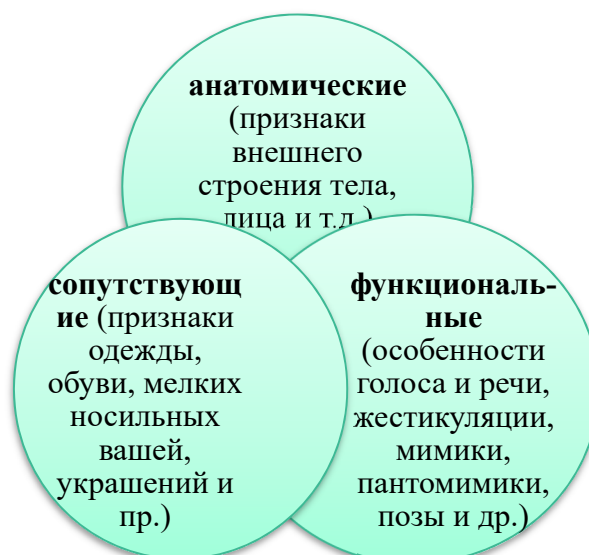 анатомические
(признаки
внешнего
строения тела,
лица и т.д.)
сопутствующ
ие (признаки
одежды,
обуви, мелких
носильных
вашей,
украшений и
пр.)
функциональ-
ные
(особенности
голоса и речи,
жестикуляции,
мимики,
пантомимики,
позы и др.)